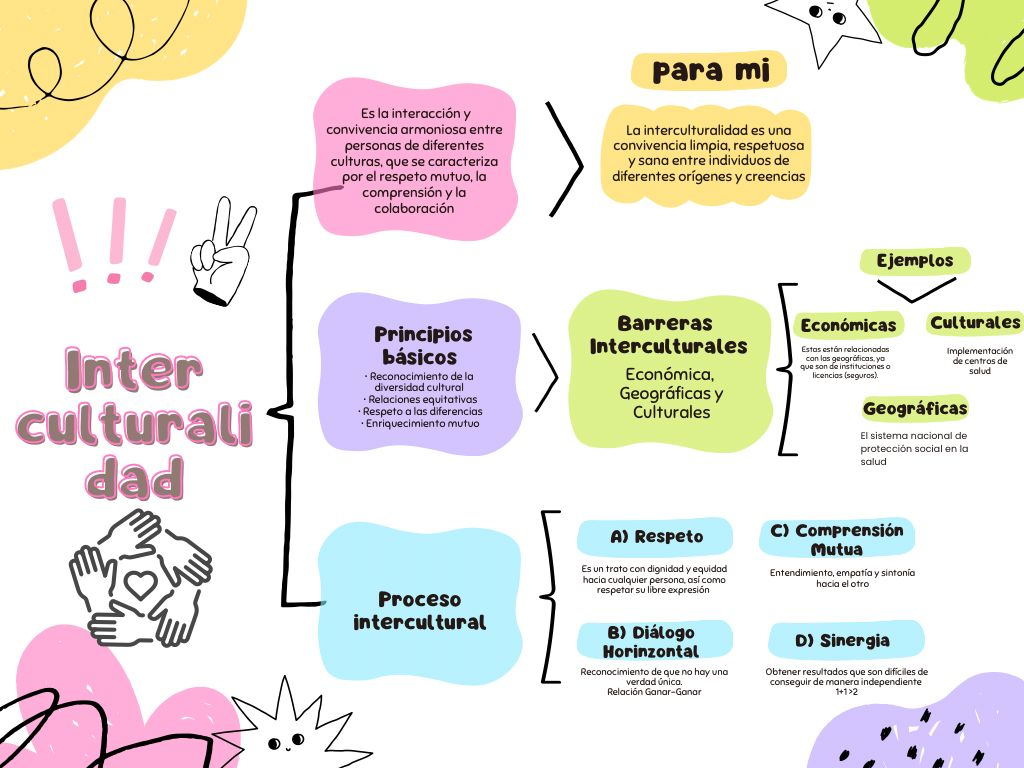 Inter
culturali
dad
Es la interacción y
convivencia armoniosa entre
personas de diferentes
culturas, que se caracteriza
por el respeto mutuo, la
comprensión y la
colaboración
para mi
La interculturalidad es una
convivencia limpia, respetuosa
y sana entre individuos de
diferentes orígenes y creencias
Principios
básicos
· Reconocimiento de la
diversidad cultural
· Relaciones equitativas
· Respeto a las diferencias
· Enriquecimiento mutuo
Barreras
Interculturales
Económica,
Geográficas y
Culturales
Ejemplos
Económicas
Estas están relacionadas
con las geográficas, ya
que son de instituciones o
licencias (seguros).
Culturales
Implementación
de centros de
salud
Geográficas
El sistema nacional de
protección social en la
salud
Proceso
intercultural
A) Respeto
Es un trato con dignidad y equidad
hacia cualquier persona, así como
respetar su libre expresión
B) Diálogo
Horinzontal
Reconocimiento de que no hay una
verdad única.
Relación Ganar-Ganar
C) Comprensión
Mutua
Entendimiento, empatía y sintonía
hacia el otro
D) Sinergia
Obtener resultados que son difíciles de
conseguir de manera independiente
1+1>2